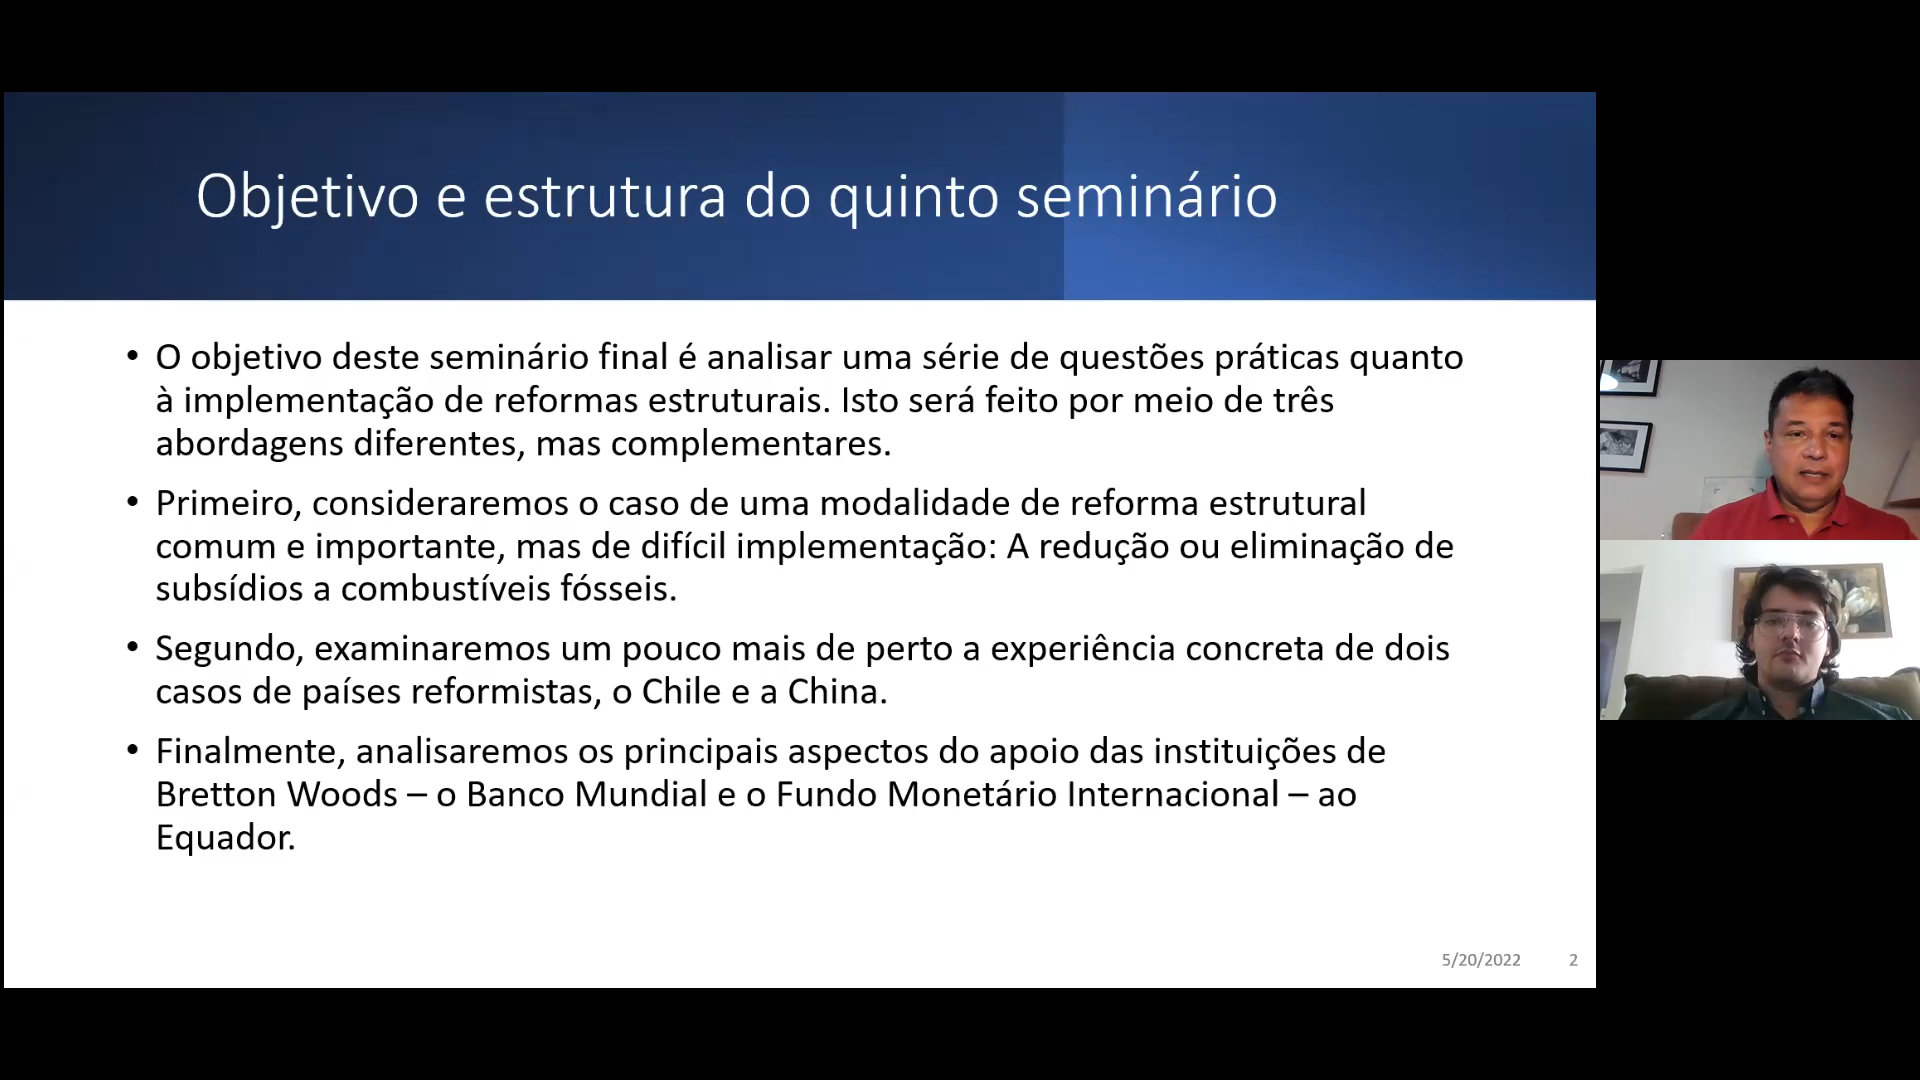 Objetivo e estrutura do quinto seminário
• O objetivo deste seminário final é analisar uma série de questões práticas quanto
à implementação de reformas estruturais. Isto será feito por meio de três
abordagens diferentes, mas complementares.
• Primeiro, consideraremos o caso de uma modalidade de reforma estrutural
comum e importante, mas de difícil implementação: A redução ou eliminação de
subsídios a combustíveis fósseis.
• Segundo, examinaremos um pouco mais de perto a experiência concreta de dois
casos de países reformistas, o Chile e a China.
• Finalmente, analisaremos os principais aspectos do apoio das instituições de
Bretton Woods – o Banco Mundial e o Fundo Monetário Internacional – ao
Equador.
5/20/2022 2